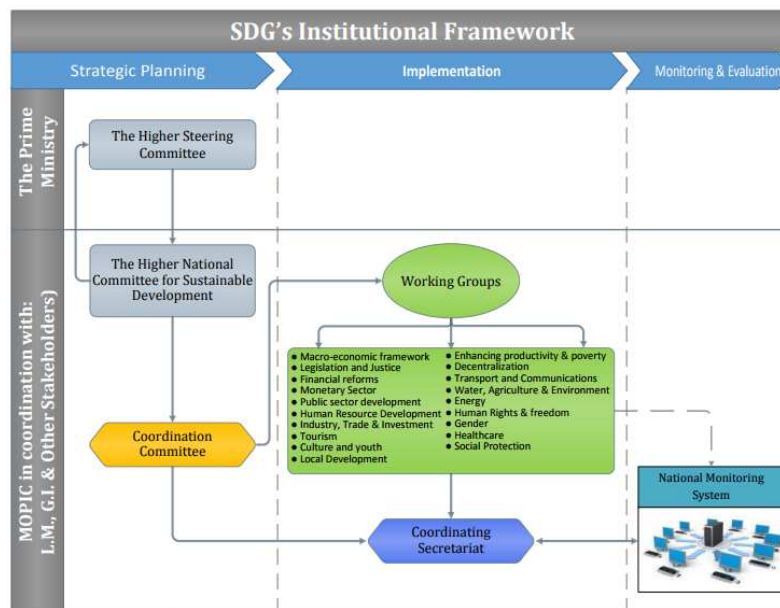 SDG's Institutional Framework
Strategic Planning
Implementation
Monitoring & Evaluation
The Prime
Ministry
The Higher Steering
Committee
MOPIC in coordination with:
L.M., G.I. & Other Stakeholders)
The Higher National
Committee for Sustainable
Development
Working Groups
● Macro-economic framework
● Legislation and Justice
● Financial reforms
● Monetary Sector
● Public sector development
● Human Resource Development
● Industry, Trade & Investment
● Tourism
● Culture and youth
● Local Development
● Enhancing productivity & poverty
● Decentralization
● Transport and Communications
● Water, Agriculture & Environment
● Energy
● Human Rights & freedom
● Gender
● Healthcare
● Social Protection
Coordination
Committee
National Monitoring
System
Coordinating
Secretariat